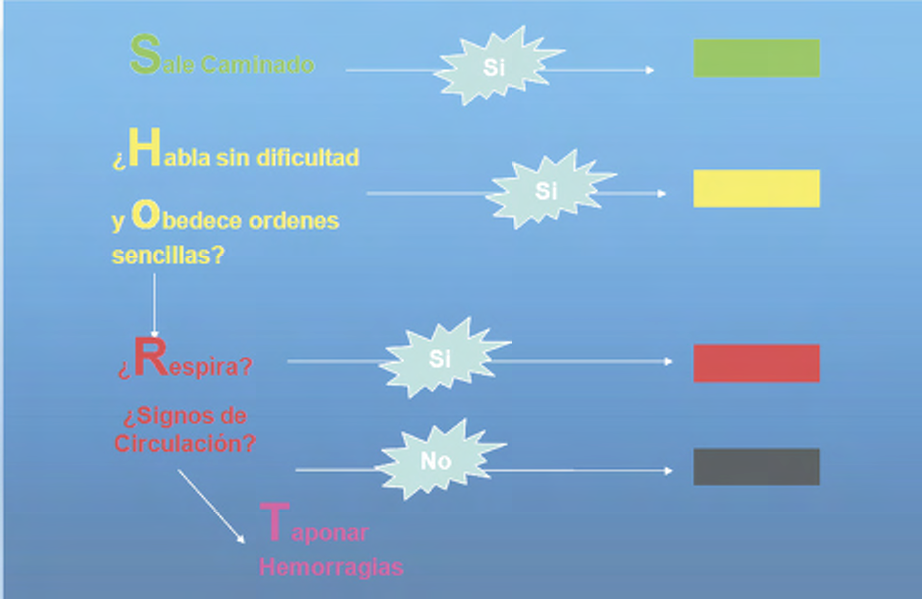 Sale Caminado
Si
¿Habla sin dificultad
Si
y Obedece ordenes
sencillas?
¿Respira?
Si
¿Signos de
Circulación?
No
Taponar
Hemorragias